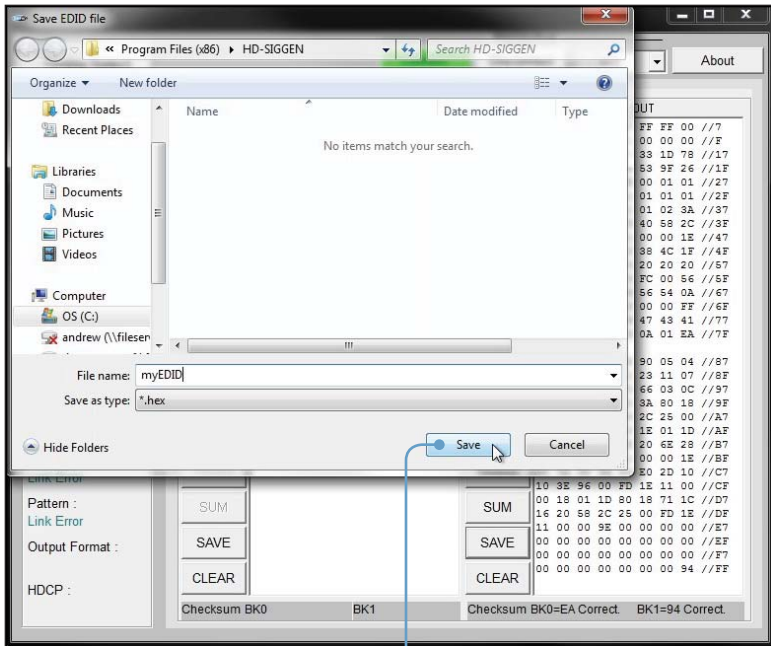 Save EDID file
« Program Files (x86) HD-SIGGEN
Search HD-SIGGEN
Organize
New folder
Downloads
Recent Places
Libraries
Documents
Music
Pictures
Videos
Computer
OS (C:)
andrew (\\fileserv
Name
Date modified
Type
No items match your search.
File name: myEDID
Save as type: *.hex
Hide Folders
Save
Cancel
About
OUT
FF FF 00 //7
00 00 00 //F
33 1D 78 //17
53 9F 26 //1F
00 01 01 //27
01 01 01 //2F
01 02 3A //37
40 58 2C //3F
00 00 1E //47
38 4C 1F //4F
20 20 20 //57
FC 00 56 //5F
56 54 0A //67
00 00 FF //6F
47 43 41 //77
0A 01 EA //7F
90 05 04 //87
23 11 07 //8F
66 03 0C //97
3A 80 18 //9F
2C 25 00 //A7
1E 01 1D //AF
20 6E 28 //B7
00 00 1E //BF
E0 2D 10 //C7
10 3E 96 00 FD 1E 11 00 //CF
00 18 01 1D 80 18 71 1C //D7
16 20 58 2C 25 00 FD 1E //DF
11 00 00 9E 00 00 00 00 //E7
00 00 00 00 00 00 00 00 //EF
00 00 00 00 00 00 00 00 //F7
00 00 00 00 00 00 00 94 //FF
Link Error
Pattern :
Link Error
Output Format :
HDCP :
SUM
SAVE
CLEAR
SUM
SAVE
CLEAR
Checksum BK0 BK1
Checksum BK0=EA Correct. BK1=94 Correct.